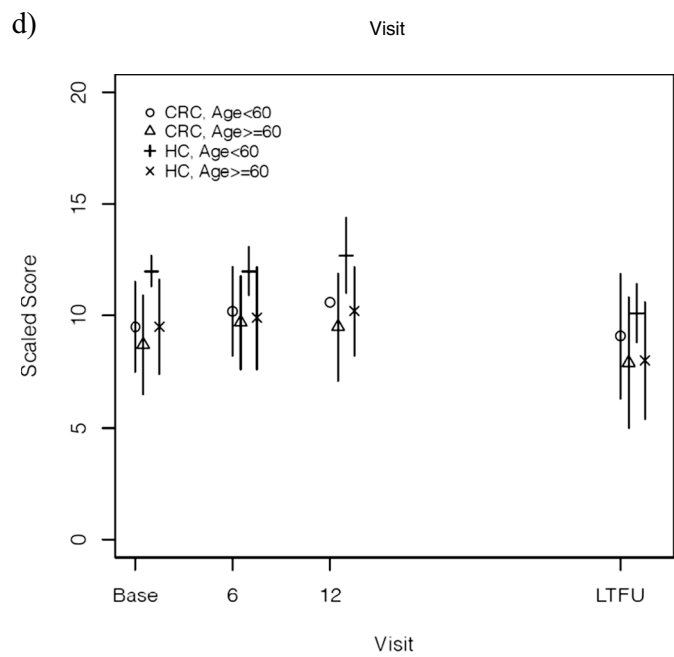 d)
Visit
20
15
10
5
0
Scaled Score
CRC, Age<60
CRC, Age>=60
HC, Age<60
HC, Age>=60
Base 6 12 LTFU
Visit